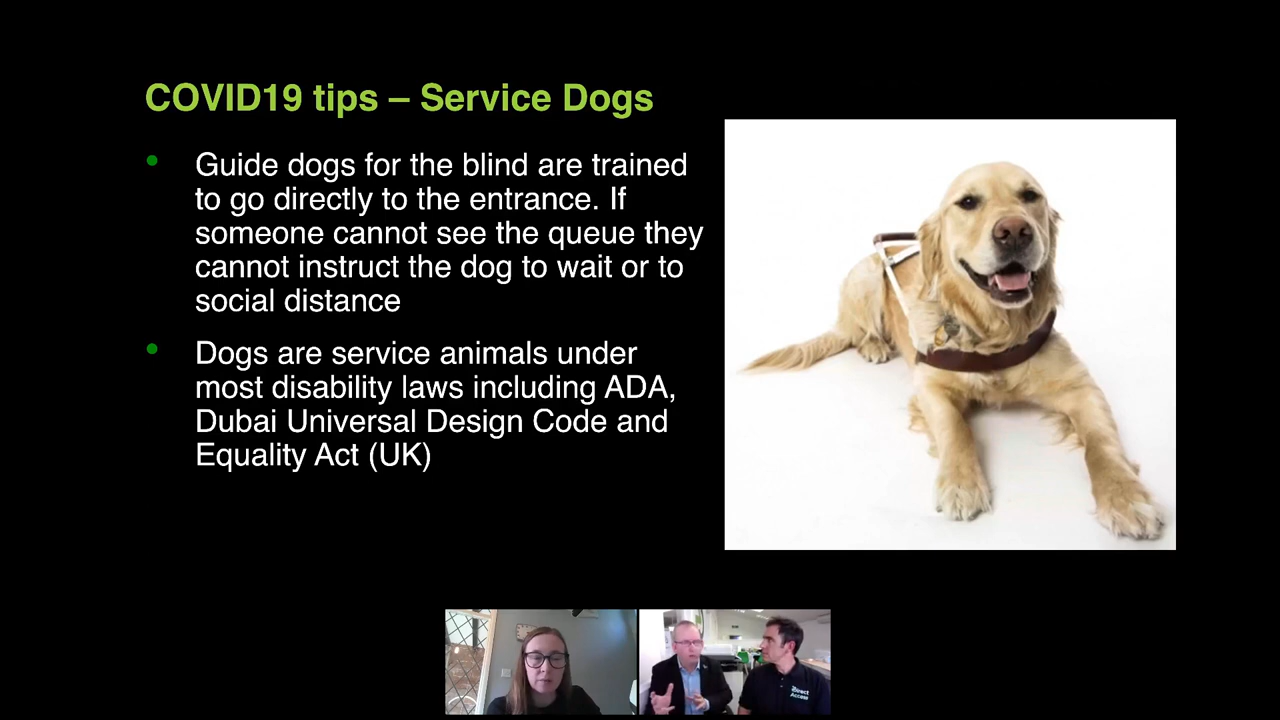 COVID19 tips – Service Dogs
Guide dogs for the blind are trained
to go directly to the entrance. If
someone cannot see the queue they
cannot instruct the dog to wait or to
social distance
Dogs are service animals under
most disability laws including ADA,
Dubai Universal Design Code and
Equality Act (UK)
Direct
Access